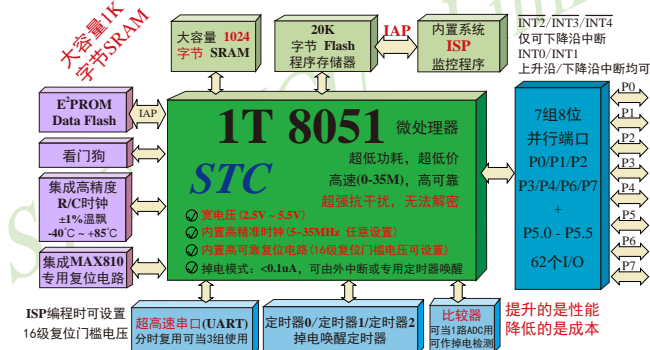 大容量1K
字节SRAM
大容量 1024
字节 SRAM
20K
字节 Flash
程序存储器
IAP
内置系统
ISP
监控程序
INT2/INT3/INT4
仅可下降沿中断
INT0/INT1
上升沿/下降沿中断均可
E²PROM
Data Flash
IAP
看门狗
集成高精度
R/C时钟
±1%温飘
-40℃ ~ +85℃
集成MAX810
专用复位电路
1T 8051 微处理器
STC
超低功耗，超低价
高速(0-35M)，高可靠
超强抗干扰，无法解密
宽电压(2.5V ~ 5.5V)
内置高精准时钟(5~35MHz 任意设置)
内置高可靠复位电路(16级复位门槛电压可设置)
掉电模式：<0.1uA，可由外中断或专用定时器唤醒
7组8位
并行端口
P0/P1/P2
P3/P4/P6/P7
+
P5.0 - P5.5
62个I/O
P0
P1
P2
P3
P4
P5
P6
P7
ISP编程时可设置
16级复位门槛电压
超高速串口(UART)
分时复用可当3组使用
定时器0/定时器1/定时器2
掉电唤醒定时器
比较器
可当1路ADC用
可作掉电检测
提升的是性能
降低的是成本